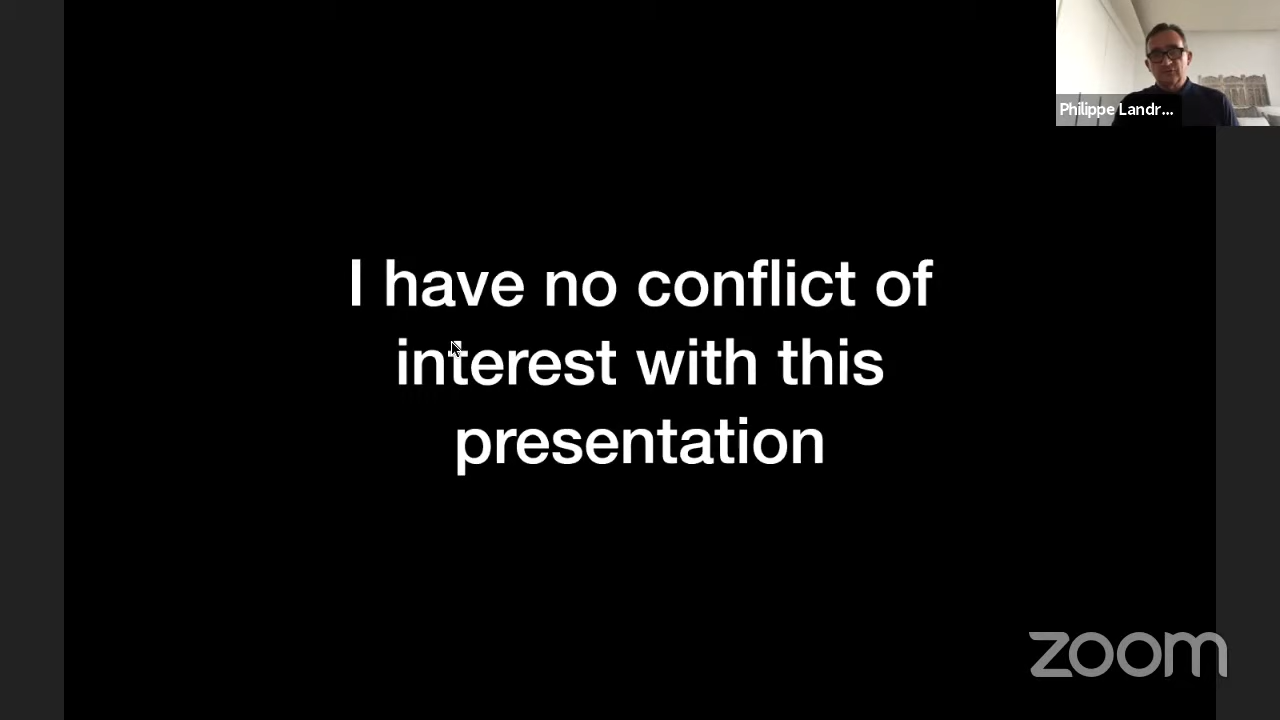 Philippe Landr...
I have no conflict of
interest with this
presentation
zoom